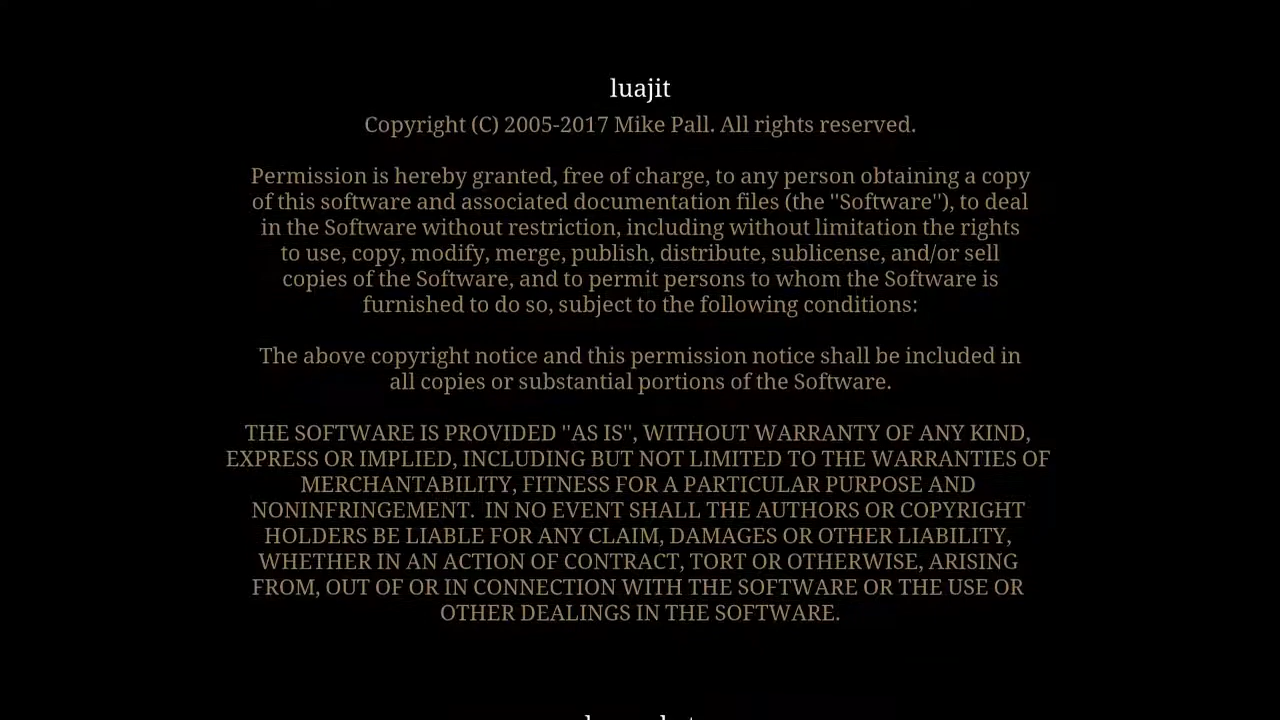 luajit
Copyright (C) 2005-2017 Mike Pall. All rights reserved.
Permission is hereby granted, free of charge, to any person obtaining a copy
of this software and associated documentation files (the "Software"), to deal
in the Software without restriction, including without limitation the rights
to use, copy, modify, merge, publish, distribute, sublicense, and/or sell
copies of the Software, and to permit persons to whom the Software is
furnished to do so, subject to the following conditions:
The above copyright notice and this permission notice shall be included in
all copies or substantial portions of the Software.
THE SOFTWARE IS PROVIDED "AS IS", WITHOUT WARRANTY OF ANY KIND,
EXPRESS OR IMPLIED, INCLUDING BUT NOT LIMITED TO THE WARRANTIES OF
MERCHANTABILITY, FITNESS FOR A PARTICULAR PURPOSE AND
NONINFRINGEMENT.  IN NO EVENT SHALL THE AUTHORS OR COPYRIGHT
HOLDERS BE LIABLE FOR ANY CLAIM, DAMAGES OR OTHER LIABILITY,
WHETHER IN AN ACTION OF CONTRACT, TORT OR OTHERWISE, ARISING
FROM, OUT OF OR IN CONNECTION WITH THE SOFTWARE OR THE USE OR
OTHER DEALINGS IN THE SOFTWARE.